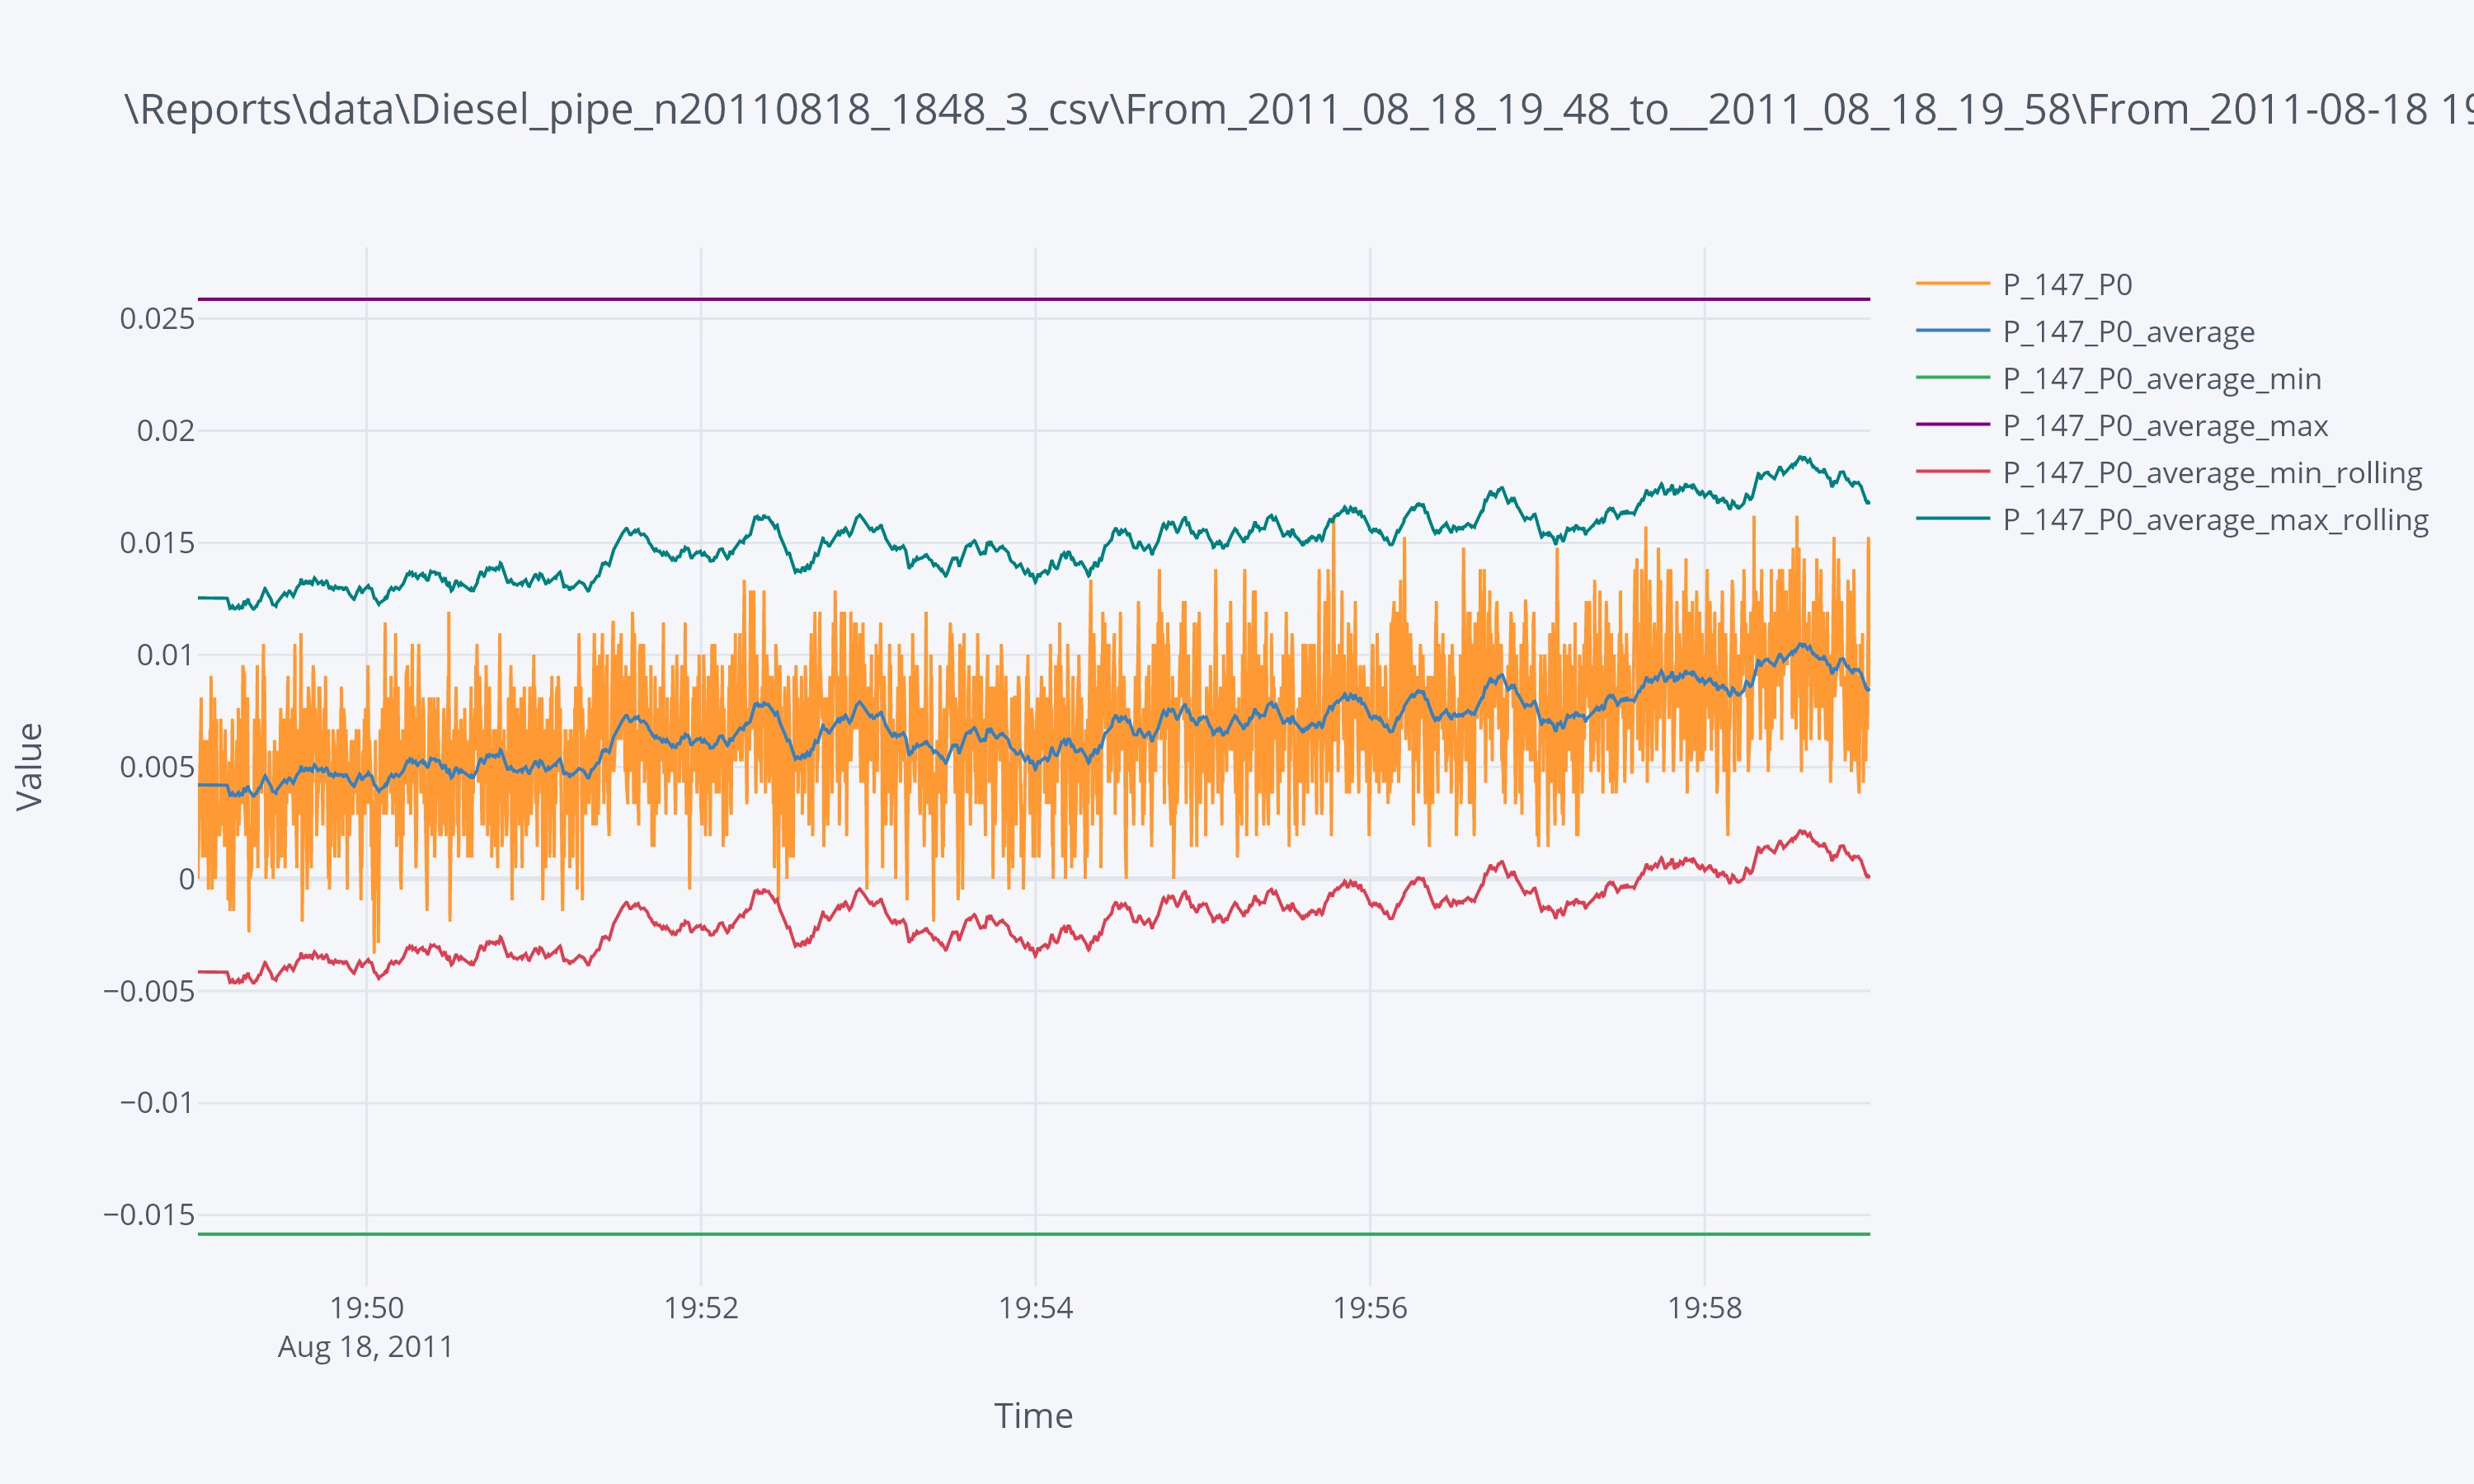 \Reports\data\Diesel_pipe_n20110818_1848_3_csv\From_2011_08_18_19_48_to__2011_08_18_19_58\From_2011-08-18 19
P_147_P0
P_147_P0_average
P_147_P0_average_min
P_147_P0_average_max
P_147_P0_average_min_rolling
P_147_P0_average_max_rolling
Value
0.025
0.02
0.015
0.01
0.005
0
−0.005
−0.01
−0.015
19:50
Aug 18, 2011
19:52
19:54
19:56
19:58
Time